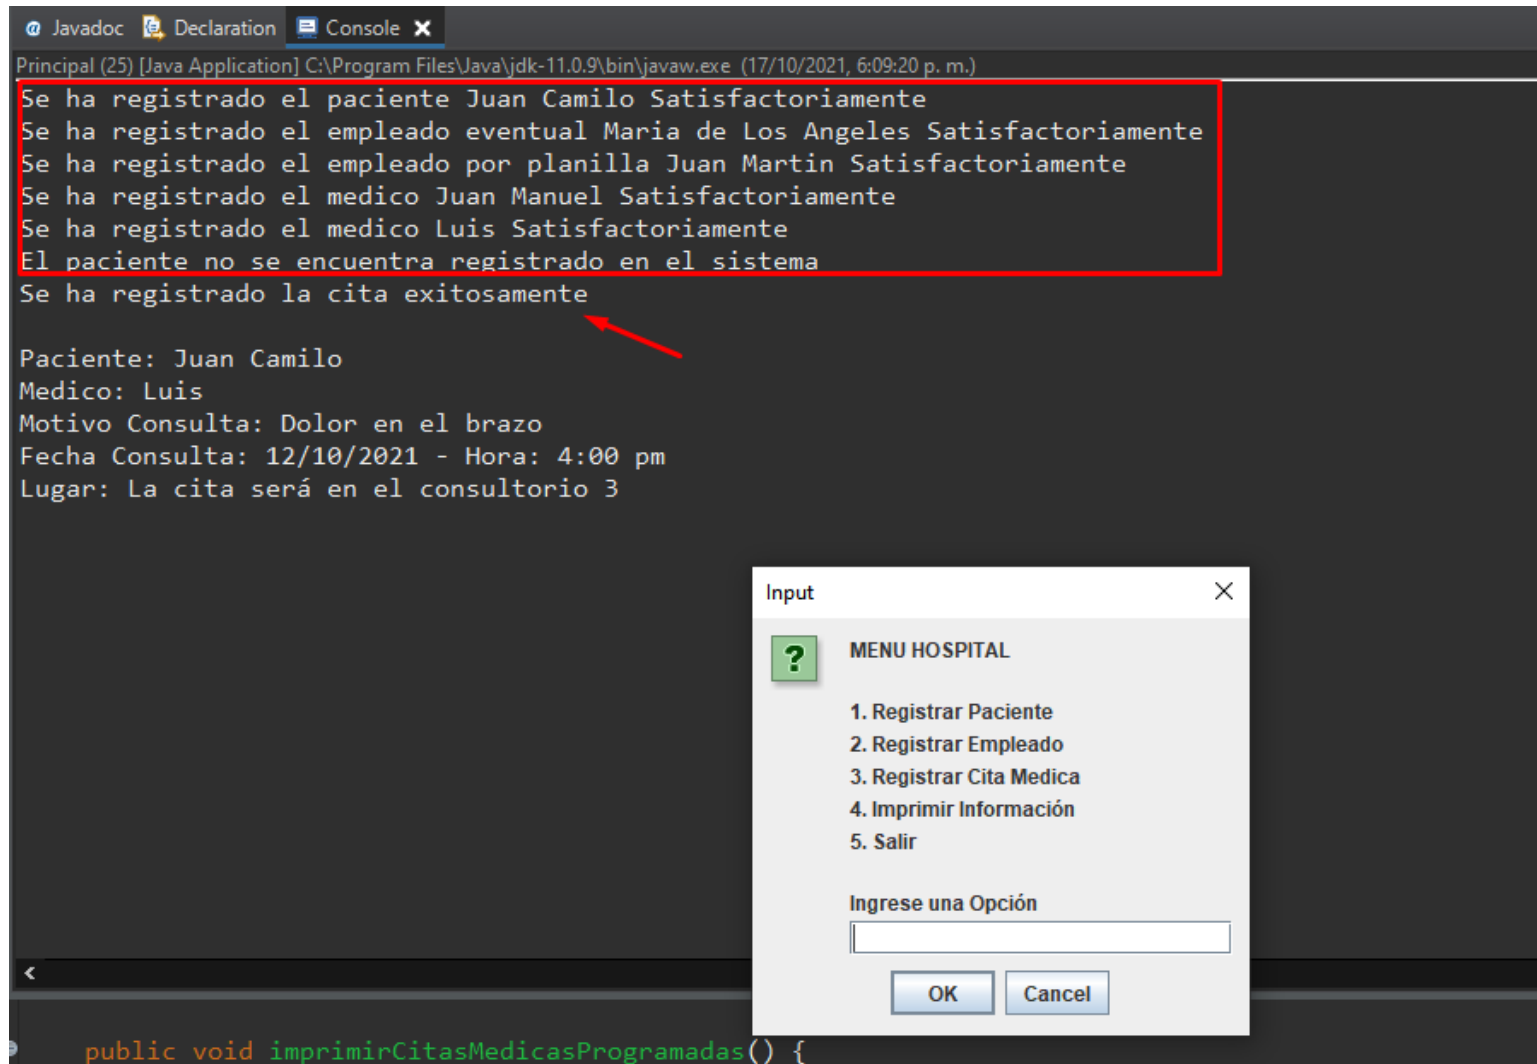 Javadoc Declaration Console
Principal (25) [Java Application] C:\Program Files\Java\jdk-11.0.9\bin\javaw.exe (17/10/2021, 6:09:20 p. m.)
Se ha registrado el paciente Juan Camilo Satisfactoriamente
Se ha registrado el empleado eventual Maria de Los Angeles Satisfactoriamente
Se ha registrado el empleado por planilla Juan Martin Satisfactoriamente
Se ha registrado el medico Juan Manuel Satisfactoriamente
Se ha registrado el medico Luis Satisfactoriamente
El paciente no se encuentra registrado en el sistema
Se ha registrado la cita exitosamente
Paciente: Juan Camilo
Medico: Luis
Motivo Consulta: Dolor en el brazo
Fecha Consulta: 12/10/2021 - Hora: 4:00 pm
Lugar: La cita será en el consultorio 3
Input
MENU HOSPITAL
1. Registrar Paciente
2. Registrar Empleado
3. Registrar Cita Medica
4. Imprimir Información
5. Salir
Ingrese una Opción
OK Cancel
public void imprimirCitasMedicasProgramadas() {